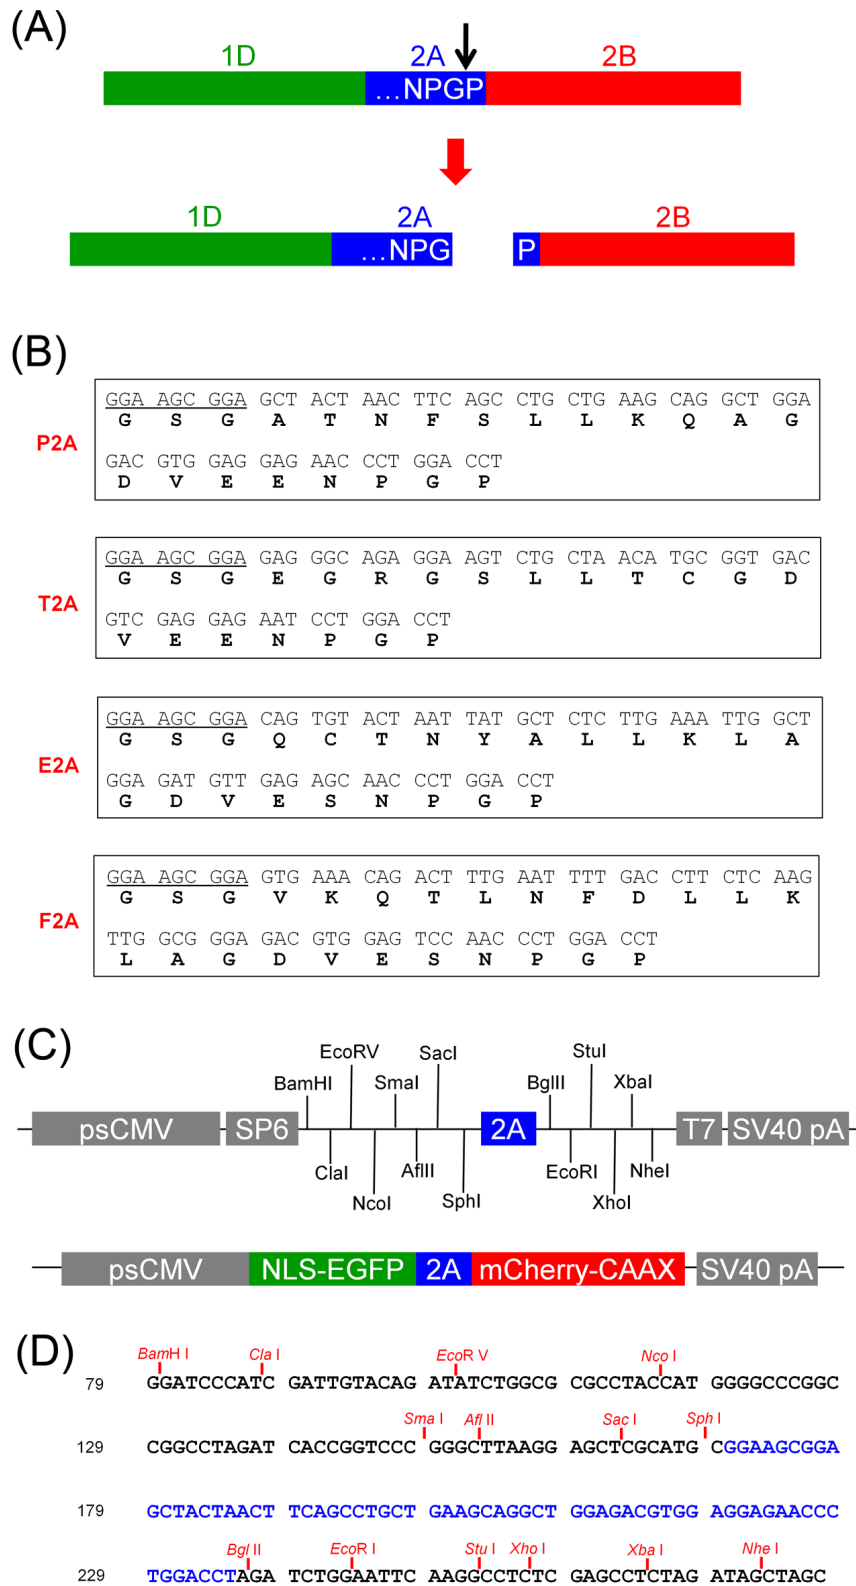 (A)
1D 2A 2B
...NPGP
1D 2A 2B
...NPG P
(B)
P2A
GGA AGC GGA GCT ACT AAC TTC AGC CTG CTG AAG CAG GCT GGA
G S G A T N F S L L K Q A G
GAC GTG GAG GAG AAC CCT GGA CCT
D V E E N P G P
T2A
GGA AGC GGA GAG GGC AGA GGA AGT CTG CTA ACA TGC GGT GAC
G S G E G R G S L L T C G D
GTC GAG GAG AAT CCT GGA CCT
V E E N P G P
E2A
GGA AGC GGA CAG TGT ACT AAT TAT GCT CTC TTG AAA TTG GCT
G S G Q C T N Y A L L K L A
GGA GAT GTT GAG AGC AAC CCT GGA CCT
G D V E S N P G P
F2A
GGA AGC GGA GTG AAA CAG ACT TTG AAT TTT GAC CTT CTC AAG
G S G V K Q T L N F D L L K
TTG GCG GGA GAC GTG GAG TCC AAC CCT GGA CCT
L A G D V E S N P G P
(C)
EcoRV SacI StuI
BamHI SmaI BglII XbaI
psCMV SP6 2A T7 SV40 pA
ClaI AflII EcoRI NheI
NcoI SphI XhoI
psCMV NLS-EGFP 2A mCherry-CAAX SV40 pA
(D)
BamH I Cla I EcoR V Nco I
79 GGATCCCATC GATTGTACAG ATATCTGGCG CGCCTACCAT GGGGCCCGGC
Sma I Afl II Sac I Sph I
129 CGGCCTAGAT CACCGGTCCC GGGCTTAAGG AGCTCGCATG CGGAAGCGGA
179 GCTACTAACT TCAGCCTGCT GAAGCAGGCT GGAGACGTGG AGGAGAACCC
Bgl II EcoR I Stu I Xho I Xba I Nhe I
229 TGGACCTAGA TCTGGAATTC AAGGCCTCTC GAGCCTCTAG ATAGCTAGC